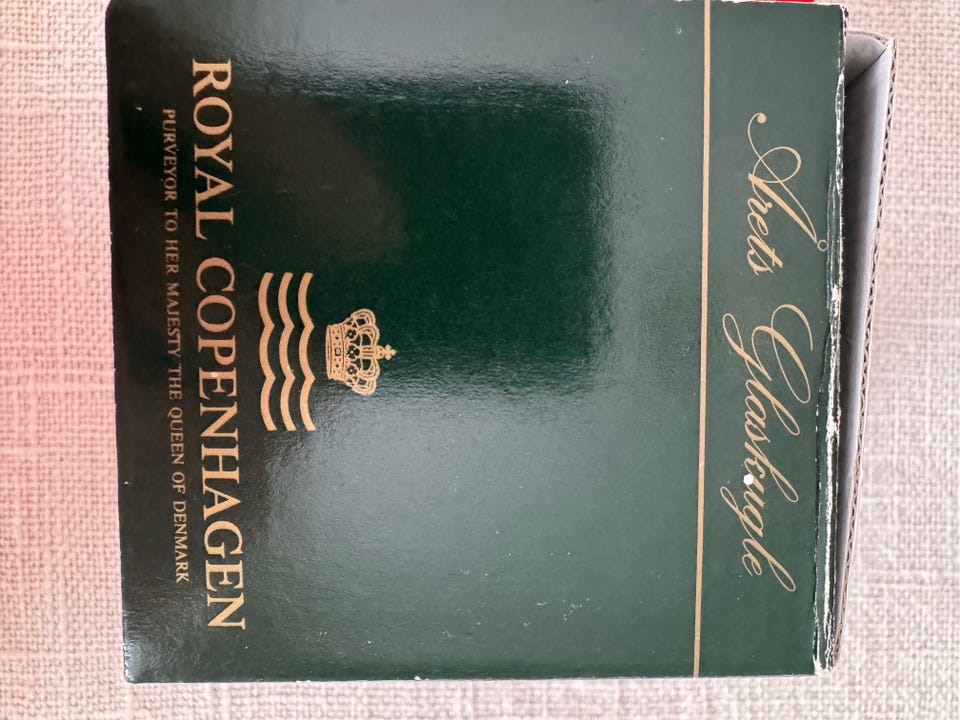 Årets Glaskugle
ROYAL COPENHAGEN
PURVEYOR TO HER MAJESTY THE QUEEN OF DENMARK